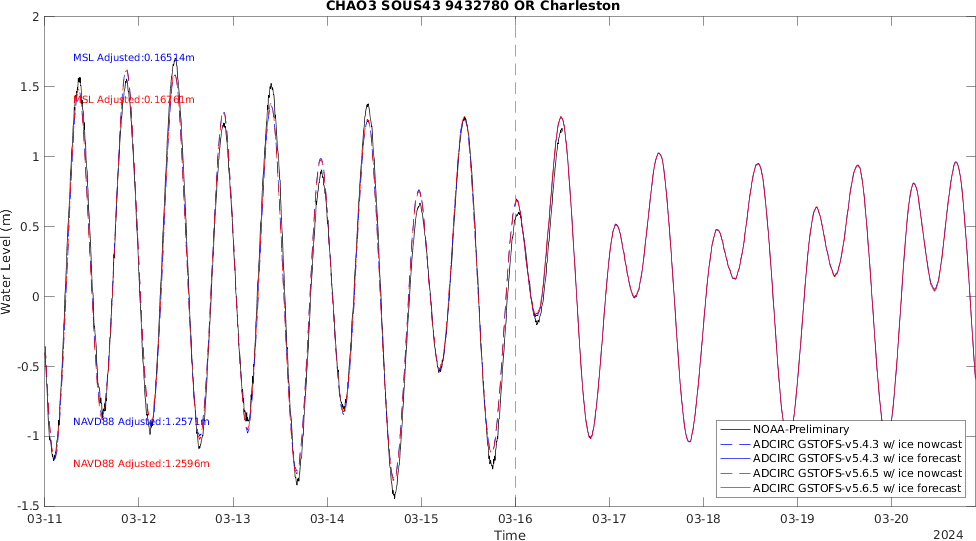 CHAO3 SOUS43 9432780 OR Charleston
2
1.5
1
0.5
0
-0.5
-1
-1.5
Water Level (m)
MSL Adjusted:0.16514m
MSL Adjusted:0.16761m
NAVD88 Adjusted:1.2571m
NAVD88 Adjusted:1.2596m
NOAA-Preliminary
ADCIRC GSTOFS-v5.4.3 w/ ice nowcast
ADCIRC GSTOFS-v5.4.3 w/ ice forecast
ADCIRC GSTOFS-v5.6.5 w/ ice nowcast
ADCIRC GSTOFS-v5.6.5 w/ ice forecast
03-11 03-12 03-13 03-14 03-15 03-16 03-17 03-18 03-19 03-20
Time
2024